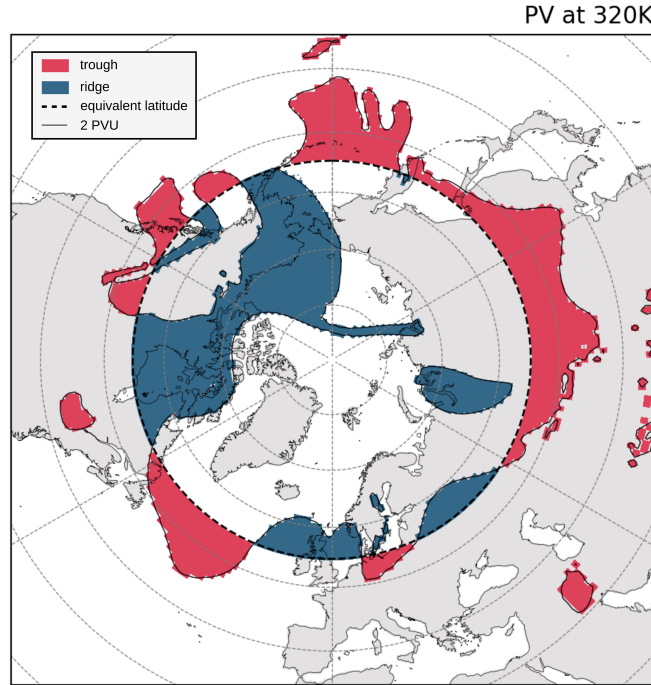 PV at 320K
trough
ridge
equivalent latitude
2 PVU